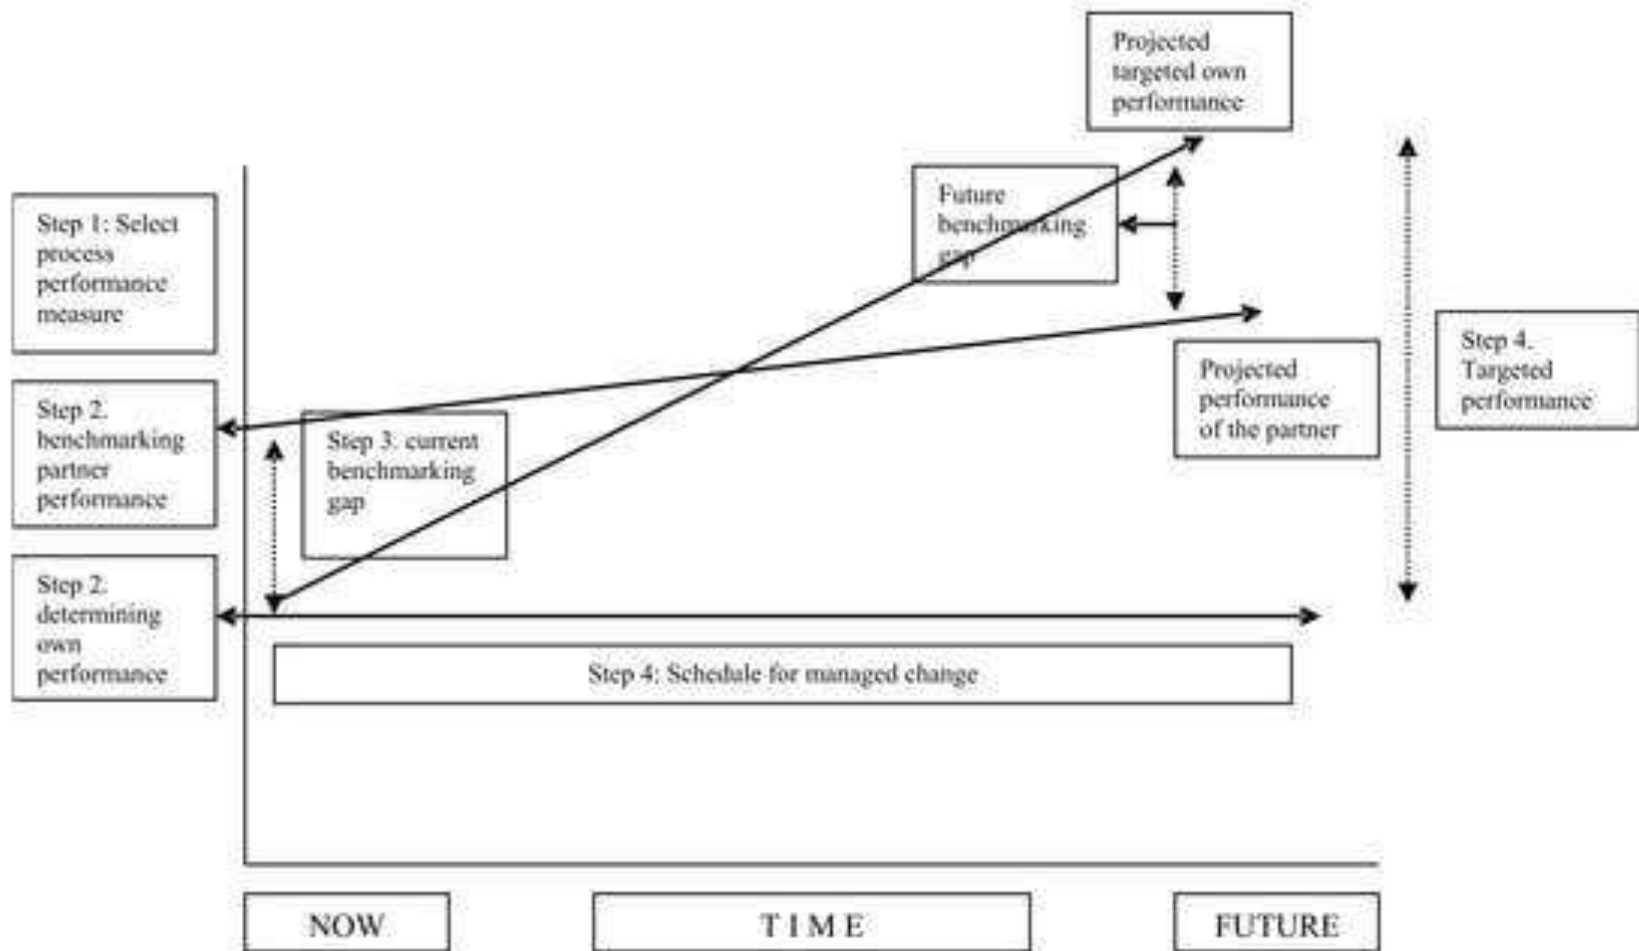 Projected
targeted own
performance
Step 1: Select
process
performance
measure
Future
benchmarking
gap
Step 2.
benchmarking
partner
performance
Step 3. current
benchmarking
gap
Projected
performance
of the partner
Step 4.
Targeted
performance
Step 2.
determining
own
performance
Step 4: Schedule for managed change
NOW
TIME
FUTURE